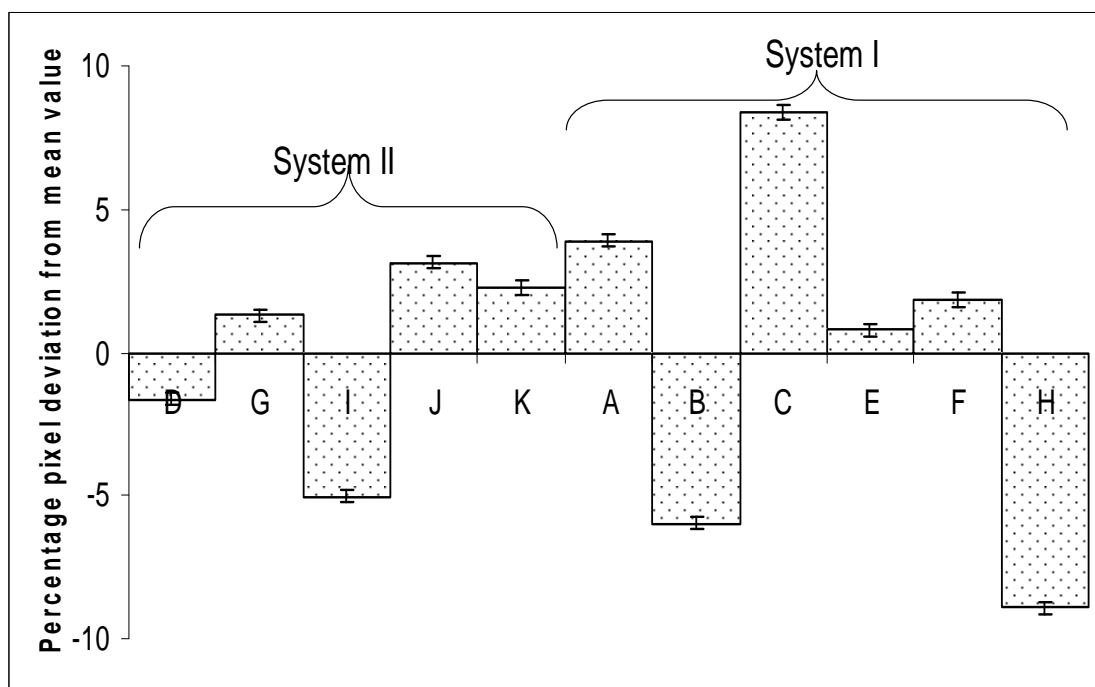 Percentage pixel deviation from mean value
10
5
0
-5
-10
System I
System II
D G I J K A B C E F H